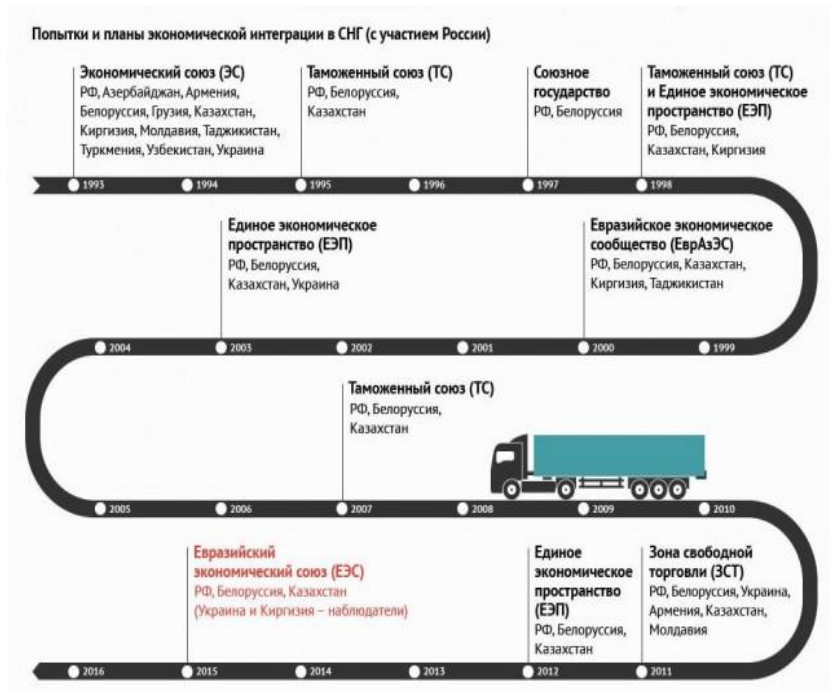 Попытки и планы экономической интеграции в СНГ (с участием России)
Экономический союз (ЭС)
РФ, Азербайджан, Армения,
Белоруссия, Грузия, Казахстан,
Киргизия, Молдавия, Таджикистан,
Туркмения, Узбекистан, Украина
Таможенный союз (ТС)
РФ, Белоруссия,
Казахстан
Союзное
государство
РФ, Белоруссия
Таможенный союз (ТС)
и Единое экономическое
пространство (ЕЭП)
РФ, Белоруссия,
Казахстан, Киргизия
1993 1994 1995 1996 1997 1998
Единое экономическое
пространство (ЕЭП)
РФ, Белоруссия,
Казахстан, Украина
Евразийское экономическое
сообщество (ЕврАзЭС)
РФ, Белоруссия, Казахстан,
Киргизия, Таджикистан
2004 2003 2002 2001 2000 1999
Таможенный союз (ТС)
РФ, Белоруссия,
Казахстан
2005 2006 2007 2008 2009 2010
Евразийский
экономический союз (ЕЭС)
РФ, Белоруссия, Казахстан
(Украина и Киргизия – наблюдатели)
Единое
экономическое
пространство
(ЕЭП)
РФ, Белоруссия,
Казахстан
Зона свободной
торговли (ЗСТ)
РФ, Белоруссия, Украина,
Армения, Казахстан,
Молдавия
2016 2015 2014 2013 2012 2011